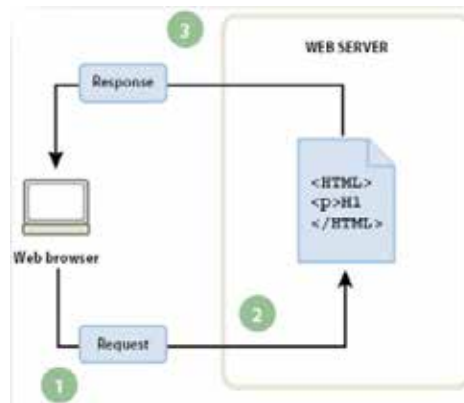 3
WEB SERVER
Response
<HTML>
<p>Hi
</HTML>
Web browser
2
Request
1